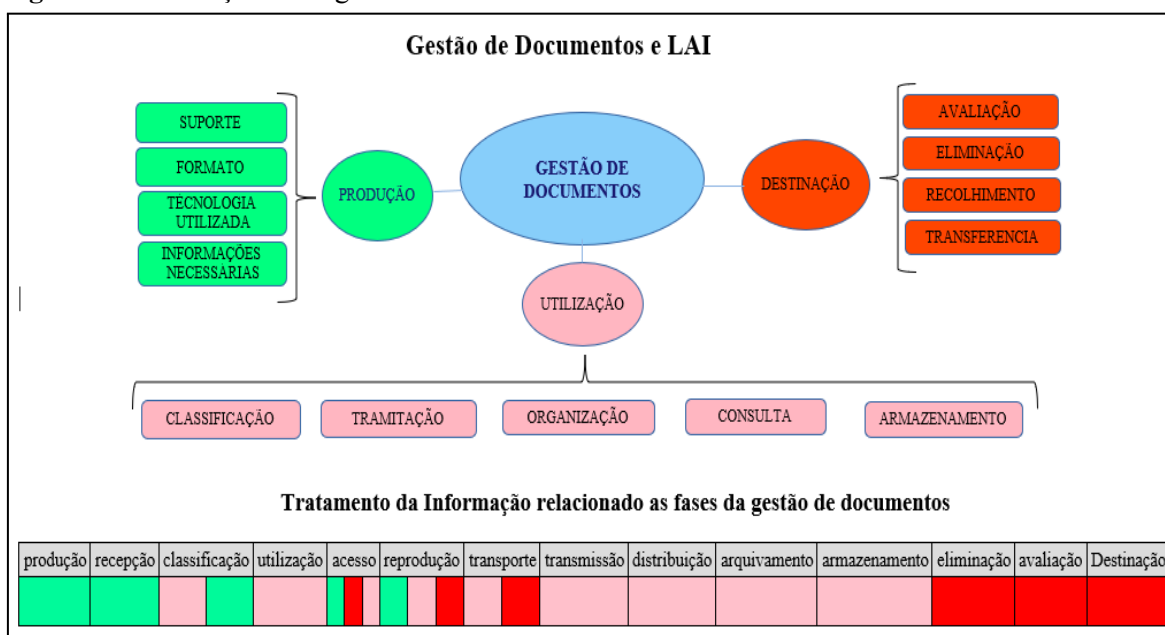 Gestão de Documentos e LAI
SUPORTE
FORMATO
TECNOLOGIA
UTILIZADA
INFORMAÇÕES
NECESSÁRIAS
PRODUÇÃO
GESTÃO DE
DOCUMENTOS
DESTINAÇÃO
AVALIAÇÃO
ELIMINAÇÃO
RECOLHIMENTO
TRANSFERENCIA
UTILIZAÇÃO
CLASSIFICAÇÃO
TRAMITAÇÃO
ORGANIZAÇÃO
CONSULTA
ARMAZENAMENTO
Tratamento da Informação relacionado as fases da gestão de documentos
produção recepção classificação utilização acesso reprodução transporte transmissão distribuição arquivamento armazenamento eliminação avaliação Destinação